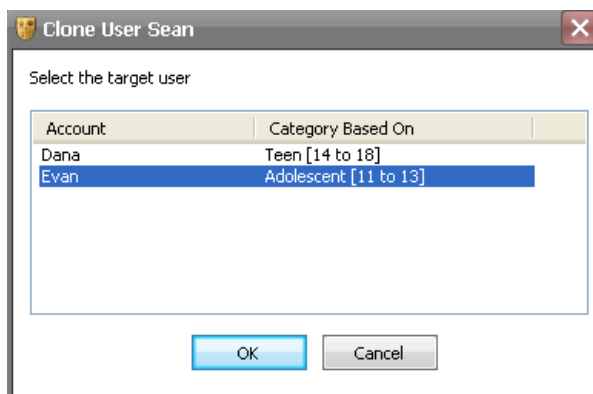 Clone User Sean
Select the target user
Account Category Based On
Dana Teen [14 to 18]
Evan Adolescent [11 to 13]
OK Cancel